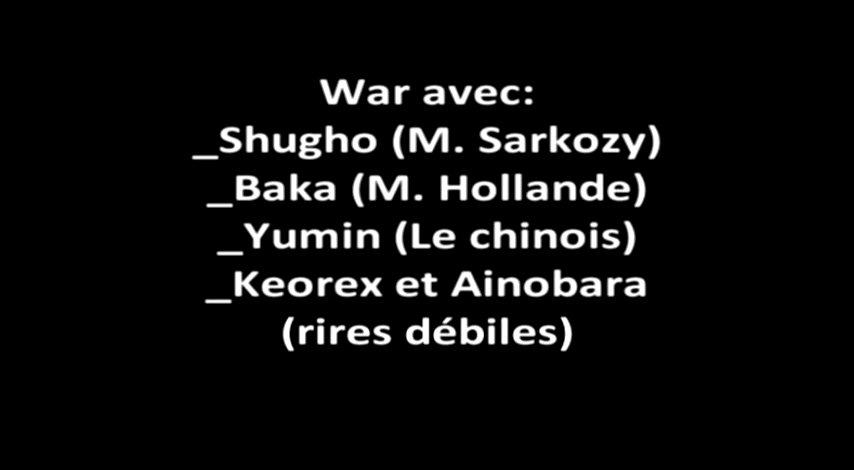 War avec:
_Shugho (M. Sarkozy)
_Baka (M. Hollande)
_Yumin (Le chinois)
_Keorex et Ainobara
(rires débiles)